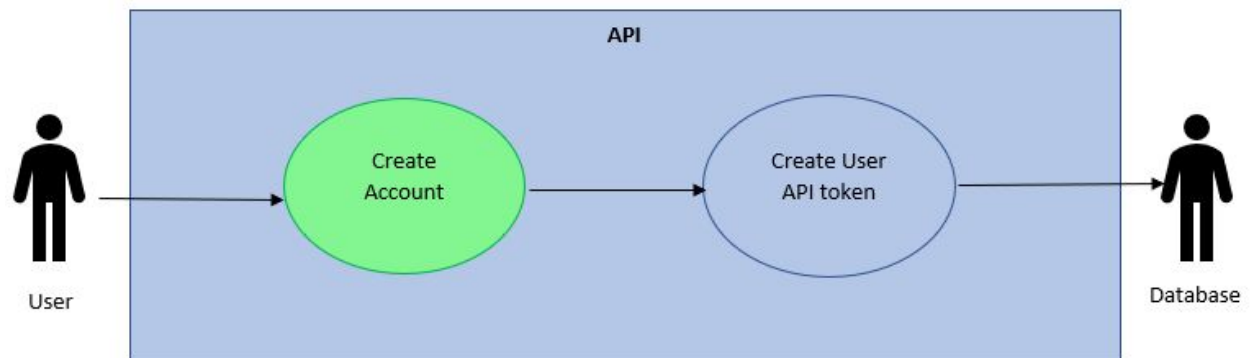 API
Create
Account
Create User
API token
User
Database